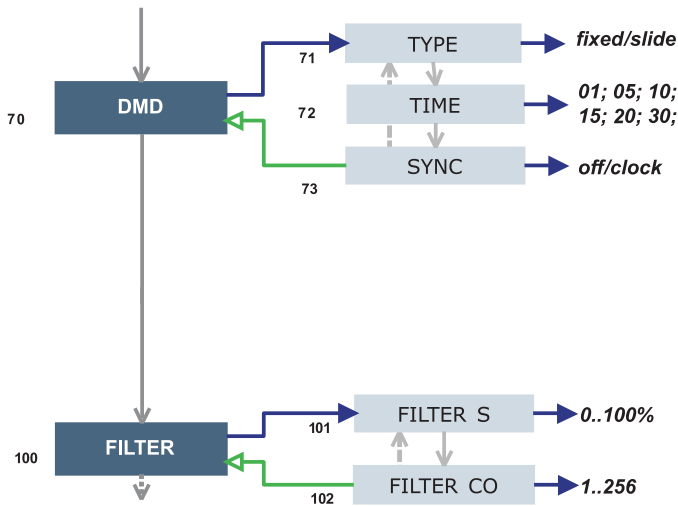 71
TYPE
fixed/slide
70
DMD
72
TIME
01; 05; 10;
15; 20; 30;
73
SYNC
off/clock
101
FILTER S
0..100%
100
FILTER
102
FILTER CO
1..256